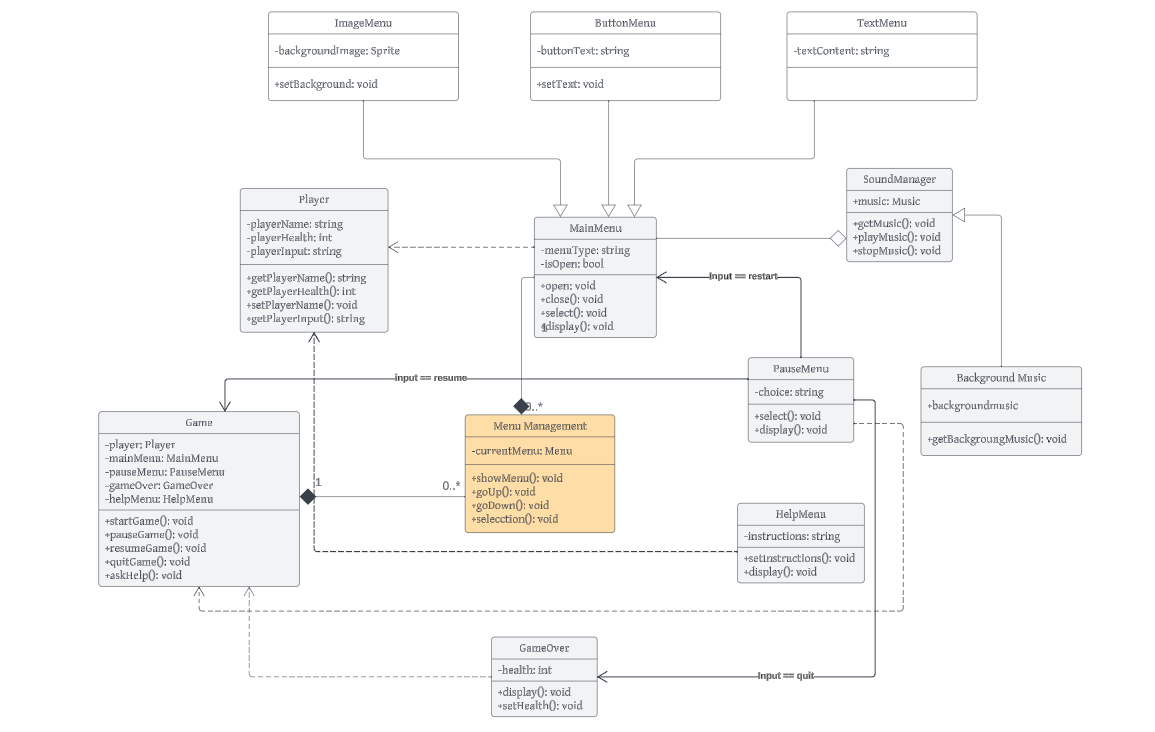 ImageMenu
-backgroundImage: Sprite
+setBackground: void
ButtonMenu
-buttonText: string
+setText: void
TextMenu
-textContent: string
SoundManager
+music: Music
+getMusic(): void
+playMusic(): void
+stopMusic(): void
Player
-playerName: string
-playerHealth: int
-playerInput: string
+getPlayerName(): string
+getPlayerHealth(): int
+setPlayerName(): void
+getPlayerInput(): string
MainMenu
-menuType: string
-isOpen: bool
+open: void
+close(): void
+select(): void
+display(): void
1
Input == restart
PauseMenu
-choice: string
+select(): void
+display(): void
Background Music
+backgroundmusic
+getBackgroungMusic(): void
Input == resume
0..*
Game
-player: Player
-mainMenu: MainMenu
-pauseMenu: PauseMenu
-gameOver: GameOver
-helpMenu: HelpMenu
+startGame(): void
+pauseGame(): void
+resumeGame(): void
+quitGame(): void
+askHelp(): void
1
0..*
Menu Management
-currentMenu: Menu
+showMenu(): void
+goUp(): void
+goDown(): void
+selecction(): void
HelpMenu
-instructions: string
+setInstructions(): void
+display(): void
GameOver
-health: int
+display(): void
+setHealth(): void
Input == quit